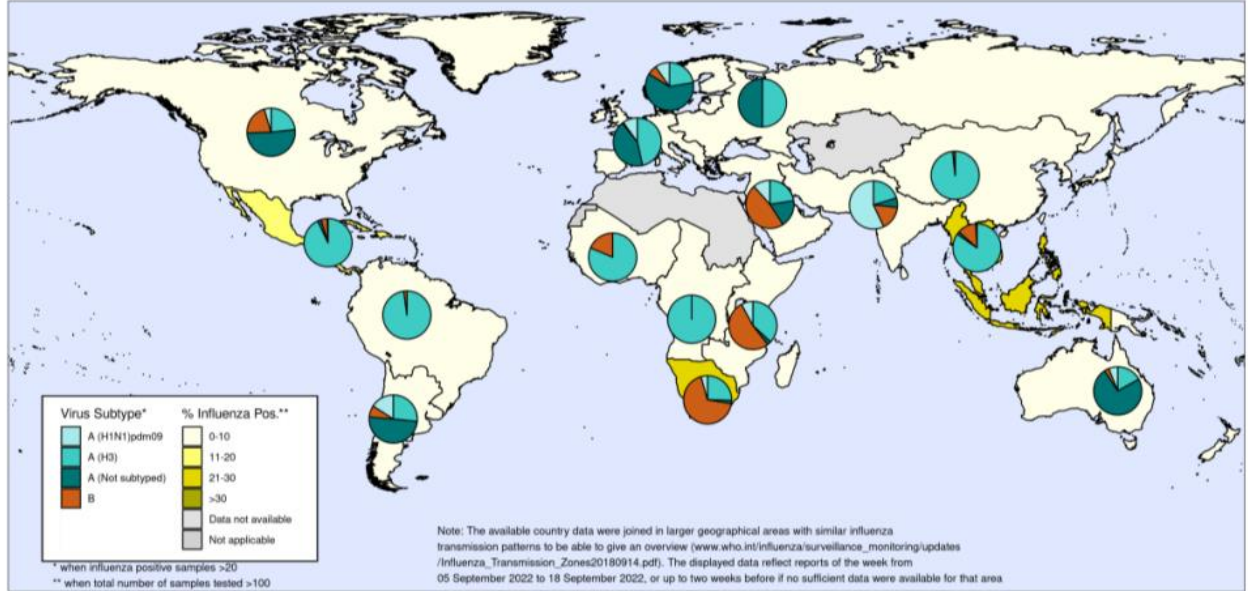 Virus Subtype*
A (H1N1)pdm09
A (H3)
A (Not subtyped)
B
% Influenza Pos.**
0-10
11-20
21-30
>30
Data not available
Not applicable
* when influenza positive samples >20
** when total number of samples tested >100
Note: The available country data were joined in larger geographical areas with similar influenza
transmission patterns to be able to give an overview (www.who.int/influenza/surveillance_monitoring/updates
/Influenza_Transmission_Zones20180914.pdf). The displayed data reflect reports of the week from
05 September 2022 to 18 September 2022, or up to two weeks before if no sufficient data were available for that area